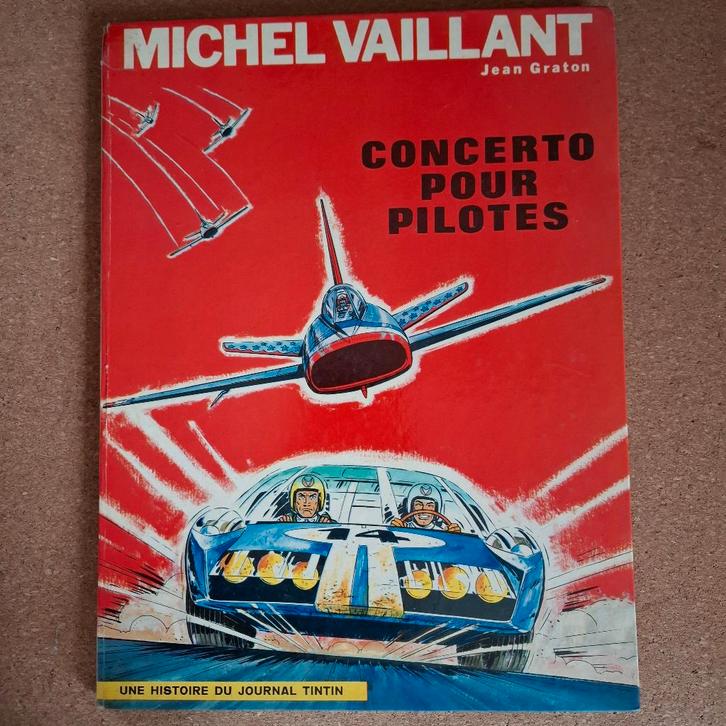 MICHEL VAILLANT
Jean Graton
CONCERTO
POUR
PILOTES
14
UNE HISTOIRE DU JOURNAL TINTIN